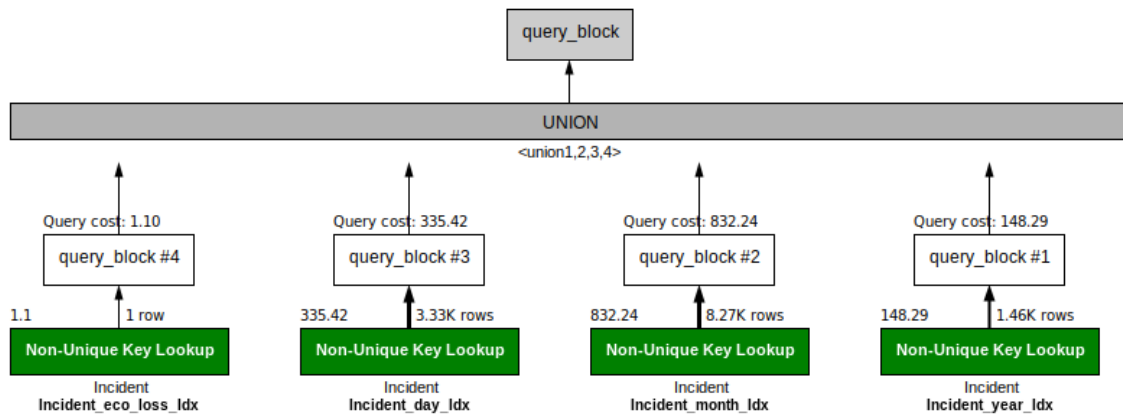 query_block
UNION
<union1,2,3,4>
Query cost: 1.10
Query cost: 335.42
Query cost: 832.24
Query cost: 148.29
query_block #4
query_block #3
query_block #2
query_block #1
1.1
1 row
335.42
3.33K rows
832.24
8.27K rows
148.29
1.46K rows
Non-Unique Key Lookup
Non-Unique Key Lookup
Non-Unique Key Lookup
Non-Unique Key Lookup
Incident
Incident
Incident
Incident
Incident_eco_loss_Idx
Incident_day_Idx
Incident_month_Idx
Incident_year_Idx